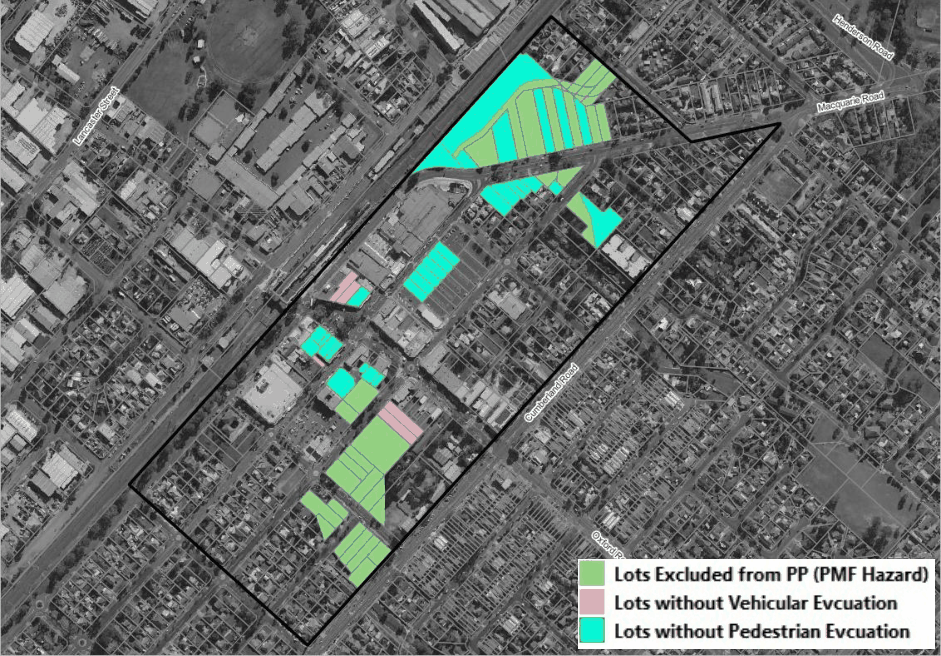 Henderson Road
Macquarie Road
Lancaster Street
Cumberland Road
Oxford R
Lots Excluded from PP (PMF Hazard)
Lots without Vehicular Evcuation
Lots without Pedestrian Evcuation